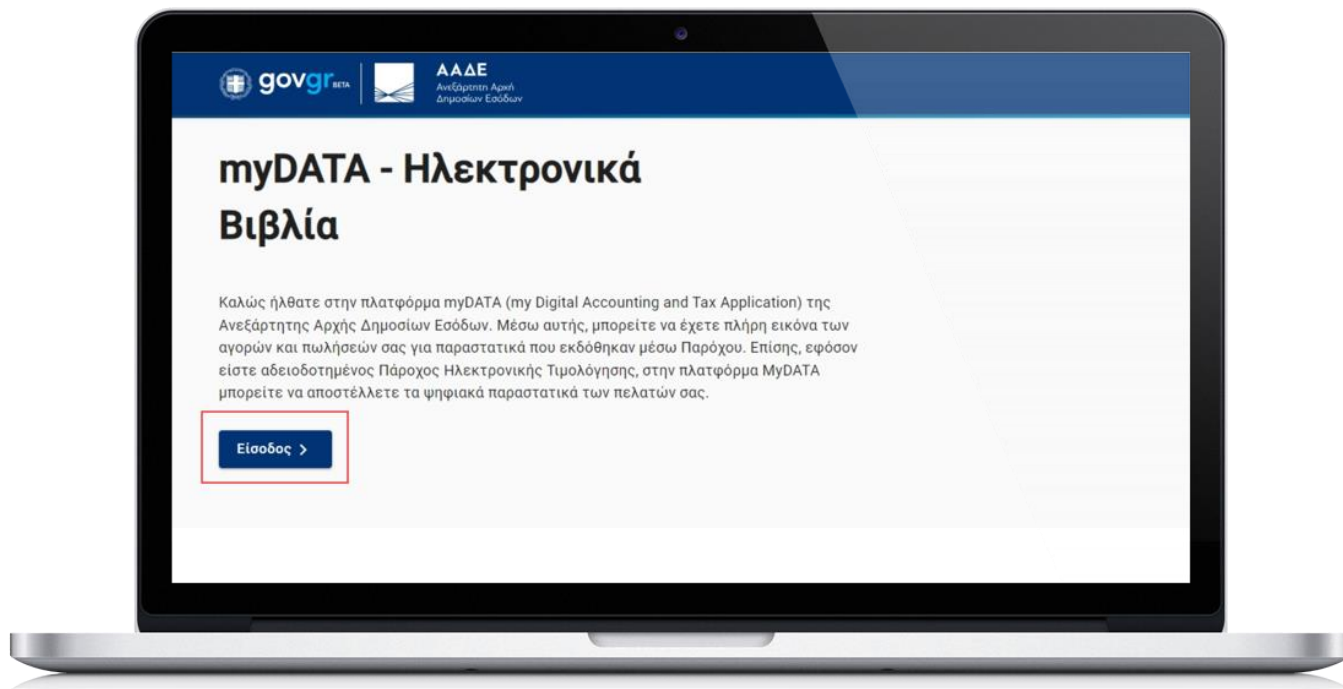 govgr BETA
ΑΑΔΕ
Ανεξάρτητη Αρχή
Δημοσίων Εσόδων
myDATA - Ηλεκτρονικά
Βιβλία
Καλώς ήλθατε στην πλατφόρμα myDATA (my Digital Accounting and Tax Application) της
Ανεξάρτητης Αρχής Δημοσίων Εσόδων. Μέσω αυτής, μπορείτε να έχετε πλήρη εικόνα των
αγορών και πωλήσεών σας για παραστατικά που εκδόθηκαν μέσω Παρόχου. Επίσης, εφόσον
είστε αδειοδοτημένος Πάροχος Ηλεκτρονικής Τιμολόγησης, στην πλατφόρμα MyDATA
μπορείτε να αποστέλλετε τα ψηφιακά παραστατικά των πελατών σας.
Είσοδος >